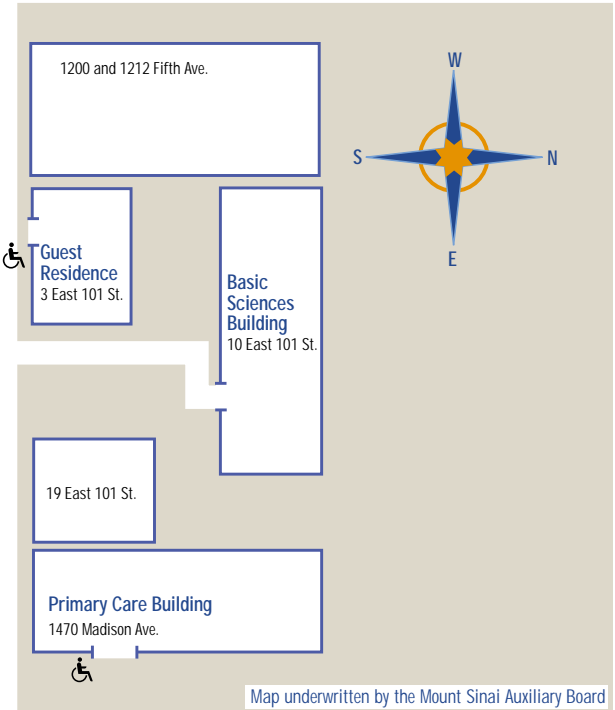 1200 and 1212 Fifth Ave.
W
S
N
E
Guest
Residence
3 East 101 St.
Basic
Sciences
Building
10 East 101 St.
19 East 101 St.
Primary Care Building
1470 Madison Ave.
Map underwritten by the Mount Sinai Auxiliary Board